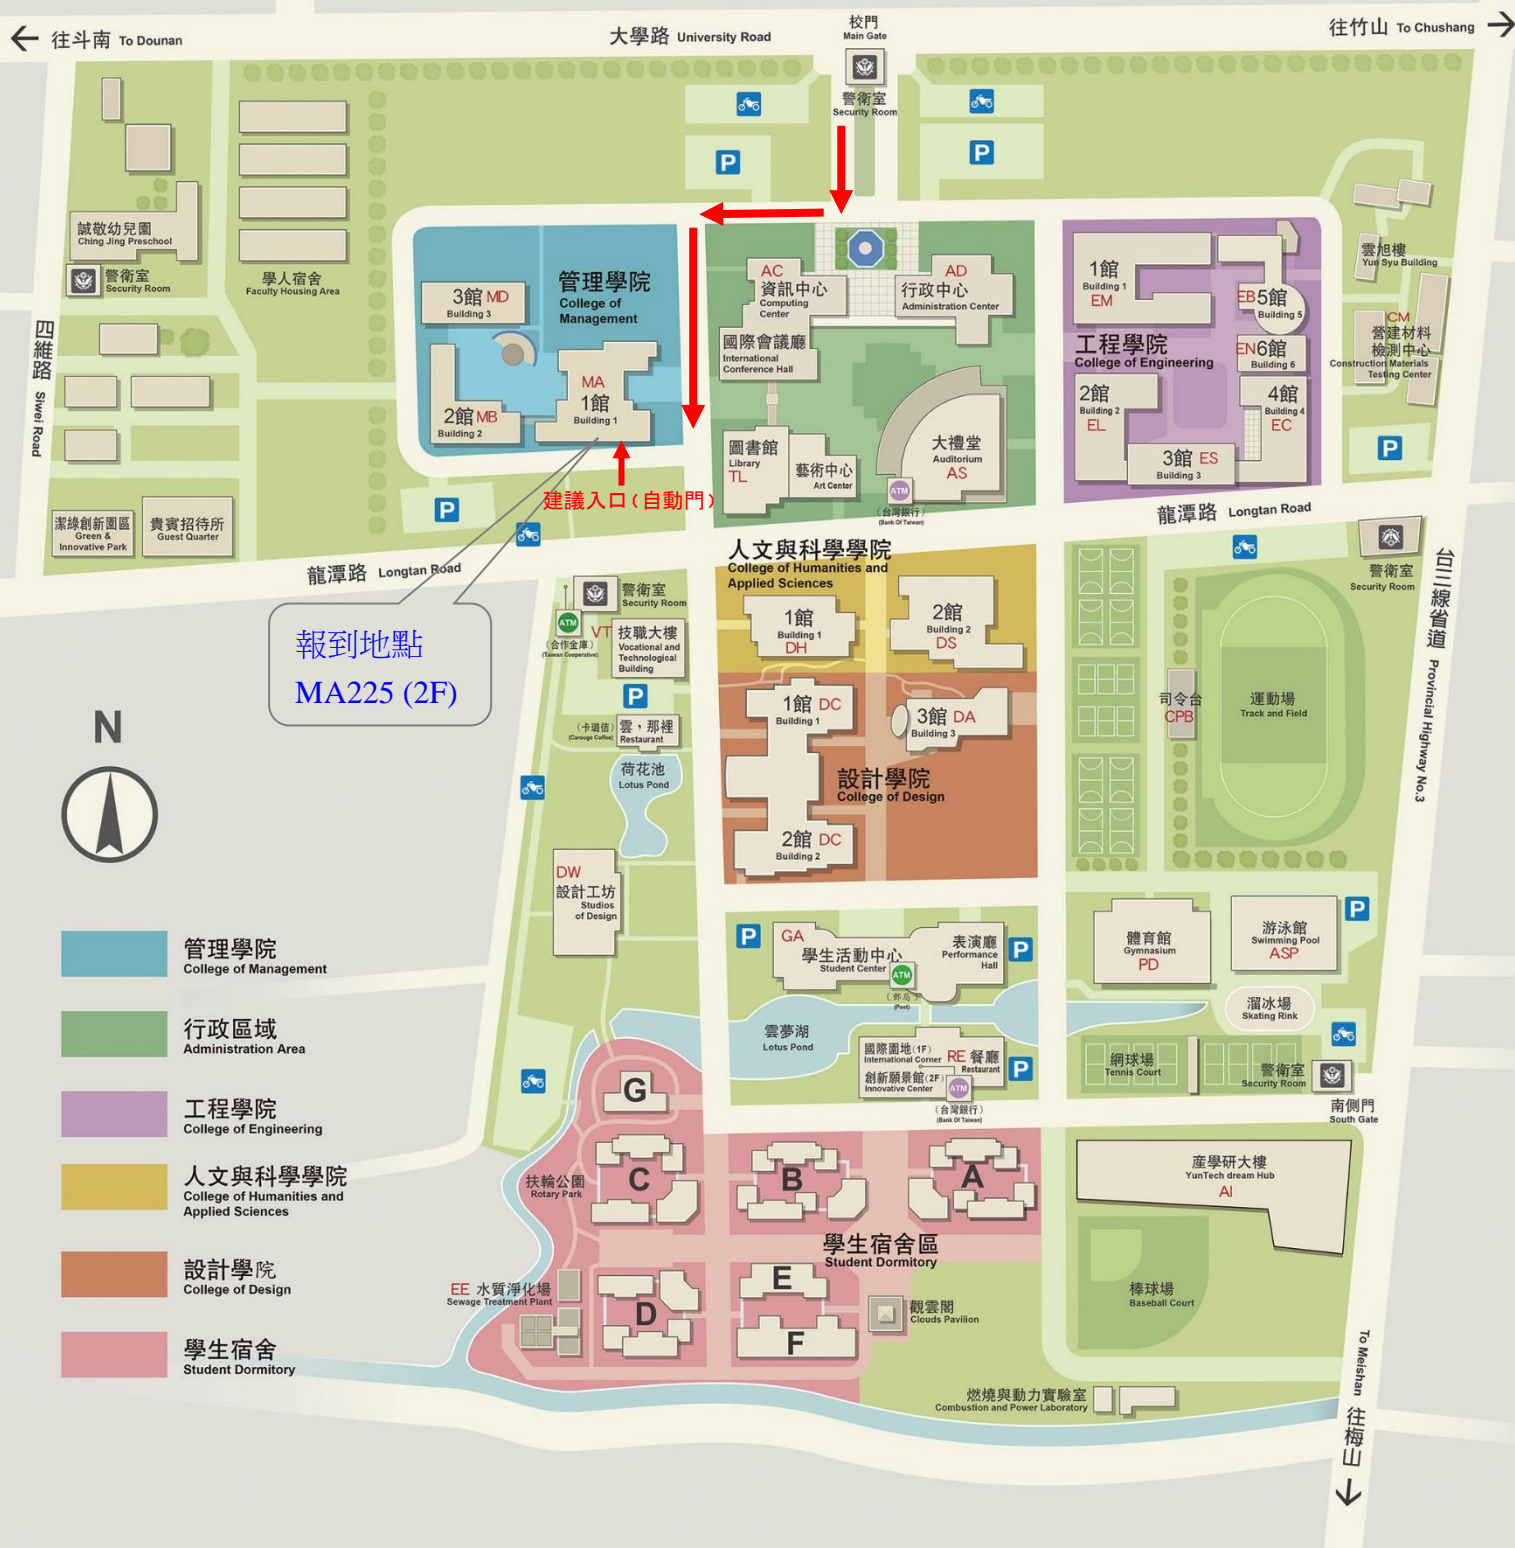 往斗南 To Dounan
大學路 University Road
校門
Main Gate
往竹山 To Chushang
警衛室
Security Room
P
P
誠敬幼兒園
Ching Jing Preschool
警衛室
Security Room
學人宿舍
Faculty Housing Area
四維路 Siwei Road
管理學院
College of
Management
3館 MD
Building 3
MA
1館
Building 1
2館 MB
Building 2
建議入口(自動門)
AC
資訊中心
Computing
Center
國際會議廳
International
Conference Hall
AD
行政中心
Administration Center
圖書館
Library
TL
藝術中心
Art Center
大禮堂
Auditorium
AS
ATM
(台灣銀行)
(Bank Of Taiwan)
1館
Building 1
EM
EB 5館
Building 5
工程學院
College of Engineering
EN 6館
Building 6
2館
Building 2
EL
4館
Building 4
EC
3館 ES
Building 3
雲旭樓
Yun Syu Building
CM
營建材料
檢測中心
Construction Materials
Testing Center
P
P
潔綠創新園區
Green &
Innovative Park
貴賓招待所
Guest Quarter
龍潭路 Longtan Road
龍潭路 Longtan Road
警衛室
Security Room
台三線省道 Provincial Highway No.3
報到地點
MA225 (2F)
警衛室
Security Room
ATM
(合作金庫)
(Taiwan Cooperative)
VT 技職大樓
Vocational and
Technological
Building
P
(卡璐佶)
(Carouge Coffee)
雲，那裡
Restaurant
荷花池
Lotus Pond
人文與科學學院
College of Humanities and
Applied Sciences
1館
Building 1
DH
2館
Building 2
DS
1館 DC
Building 1
3館 DA
Building 3
設計學院
College of Design
2館 DC
Building 2
司令台
CPB
運動場
Track and Field
N
DW
設計工坊
Studios
of Design
P
GA
學生活動中心
Student Center
ATM
(郵局)
(Post)
表演廳
Performance
Hall
P
體育館
Gymnasium
PD
游泳館
Swimming Pool
ASP
P
溜冰場
Skating Rink
雲夢湖
Lotus Pond
國際園地(1F)
International Corner
創新願景館(2F)
Innovative Center
RE 餐廳
Restaurant
ATM
(台灣銀行)
(Bank Of Taiwan)
P
網球場
Tennis Court
警衛室
Security Room
南側門
South Gate
管理學院
College of Management
行政區域
Administration Area
工程學院
College of Engineering
人文與科學學院
College of Humanities and
Applied Sciences
設計學院
College of Design
學生宿舍
Student Dormitory
G
C
B
A
扶輪公園
Rotary Park
學生宿舍區
Student Dormitory
EE 水質淨化場
Sewage Treatment Plant
D
E
F
觀雲閣
Clouds Pavilion
產學研大樓
YunTech dream Hub
AI
棒球場
Baseball Court
燃燒與動力實驗室
Combustion and Power Laboratory
To Meishan 往梅山